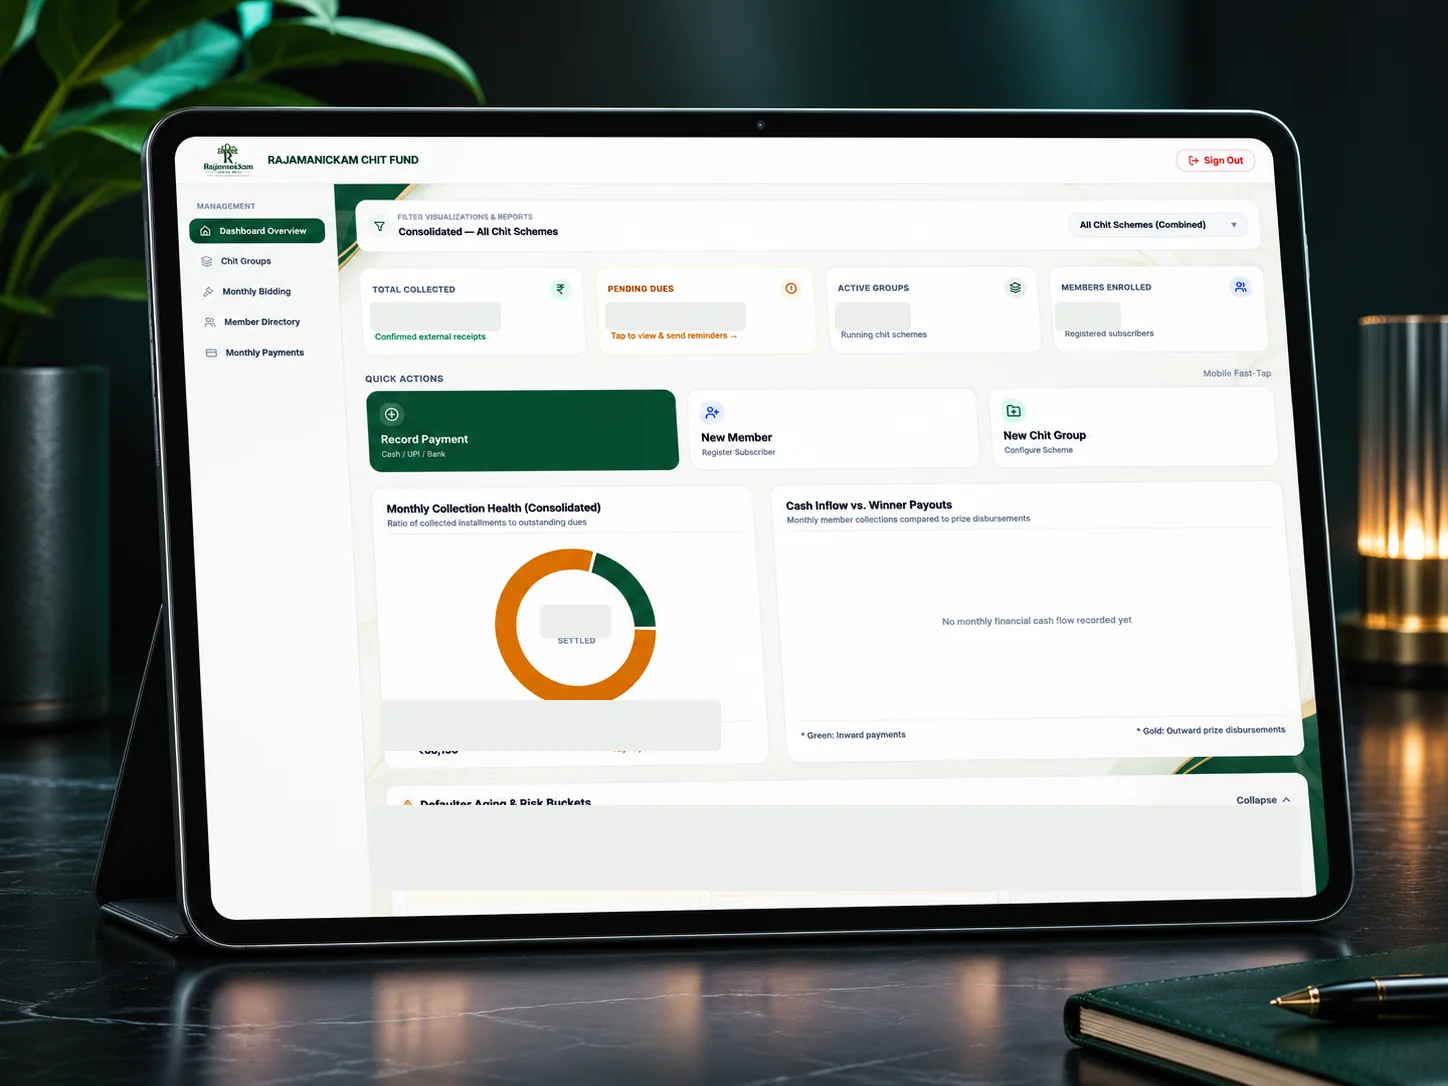 RAJAMANICKAM CHIT FUND
Sign Out
MANAGEMENT
Dashboard Overview
Chit Groups
Monthly Bidding
Member Directory
Monthly Payments
FILTER VISUALIZATIONS & REPORTS
Consolidated — All Chit Schemes
All Chit Schemes (Combined)
TOTAL COLLECTED
₹
Confirmed external receipts
PENDING DUES
Tap to view & send reminders →
ACTIVE GROUPS
Running chit schemes
MEMBERS ENROLLED
Registered subscribers
QUICK ACTIONS
Mobile Fast-Tap
Record Payment
Cash / UPI / Bank
New Member
Register Subscriber
New Chit Group
Configure Scheme
Monthly Collection Health (Consolidated)
Ratio of collected installments to outstanding dues
SETTLED
Cash Inflow vs. Winner Payouts
Monthly member collections compared to prize disbursements
No monthly financial cash flow recorded yet
* Green: Inward payments
* Gold: Outward prize disbursements
Defaulter Aging & Risk Buckets
Collapse